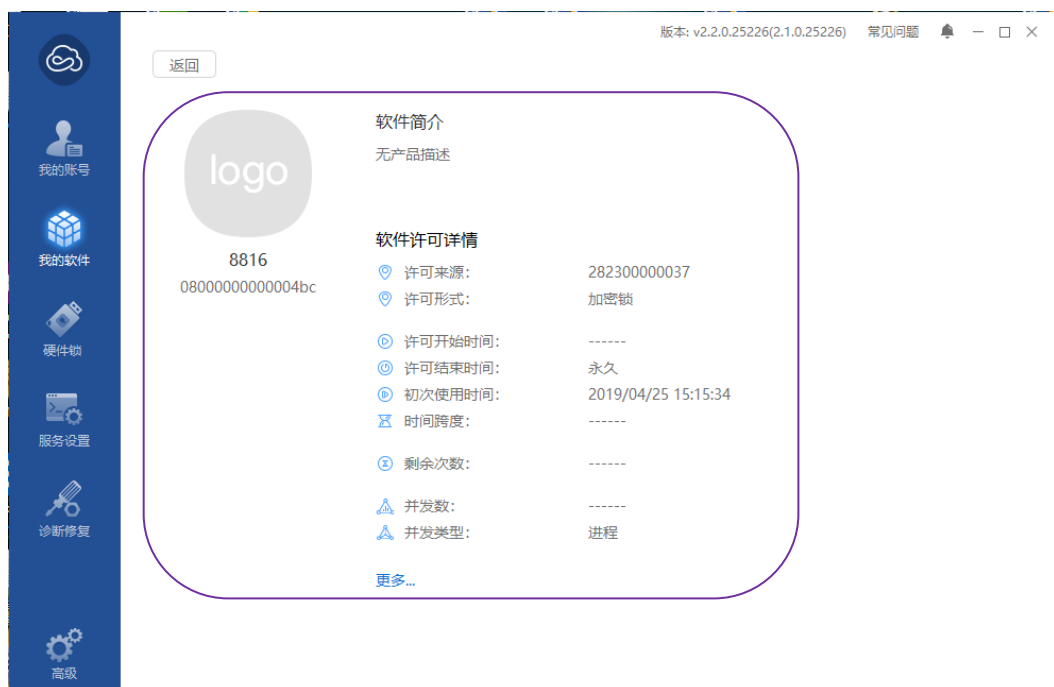 版本: v2.2.0.25226(2.1.0.25226) 常见问题
返回
我的账号
我的软件
硬件锁
服务设置
诊断修复
高级
logo
8816
08000000000004bc
软件简介
无产品描述
软件许可详情
许可来源: 282300000037
许可形式: 加密锁
许可开始时间: ------
许可结束时间: 永久
初次使用时间: 2019/04/25 15:15:34
时间跨度: ------
剩余次数: ------
并发数: ------
并发类型: 进程
更多...